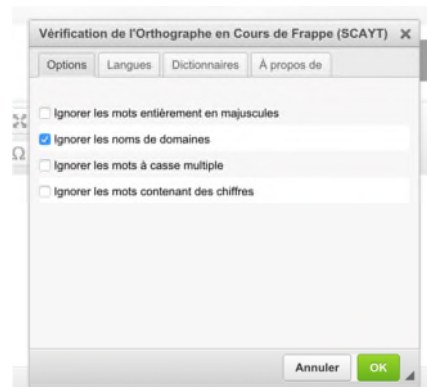 Vérification de l'Orthographe en Cours de Frappe (SCAYT) X
Options Langues Dictionnaires À propos de
Ignorer les mots entièrement en majuscules
Ignorer les noms de domaines
Ignorer les mots à casse multiple
Ignorer les mots contenant des chiffres
Ω
Annuler OK